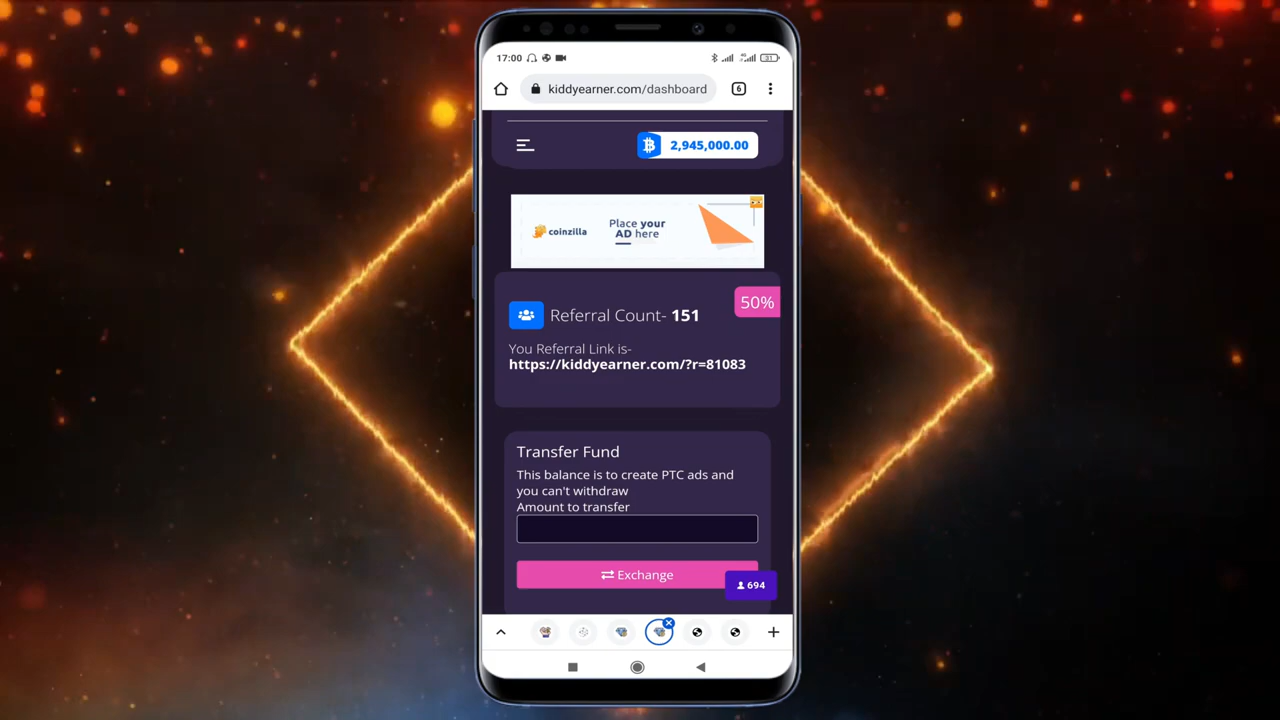 17:00
4G
31
kiddyearner.com/dashboard
6
2,945,000.00
coinzilla
Place your
AD here
50%
Referral Count- 151
You Referral Link is-
https://kiddyearner.com/?r=81083
Transfer Fund
This balance is to create PTC ads and
you can't withdraw
Amount to transfer
Exchange
694